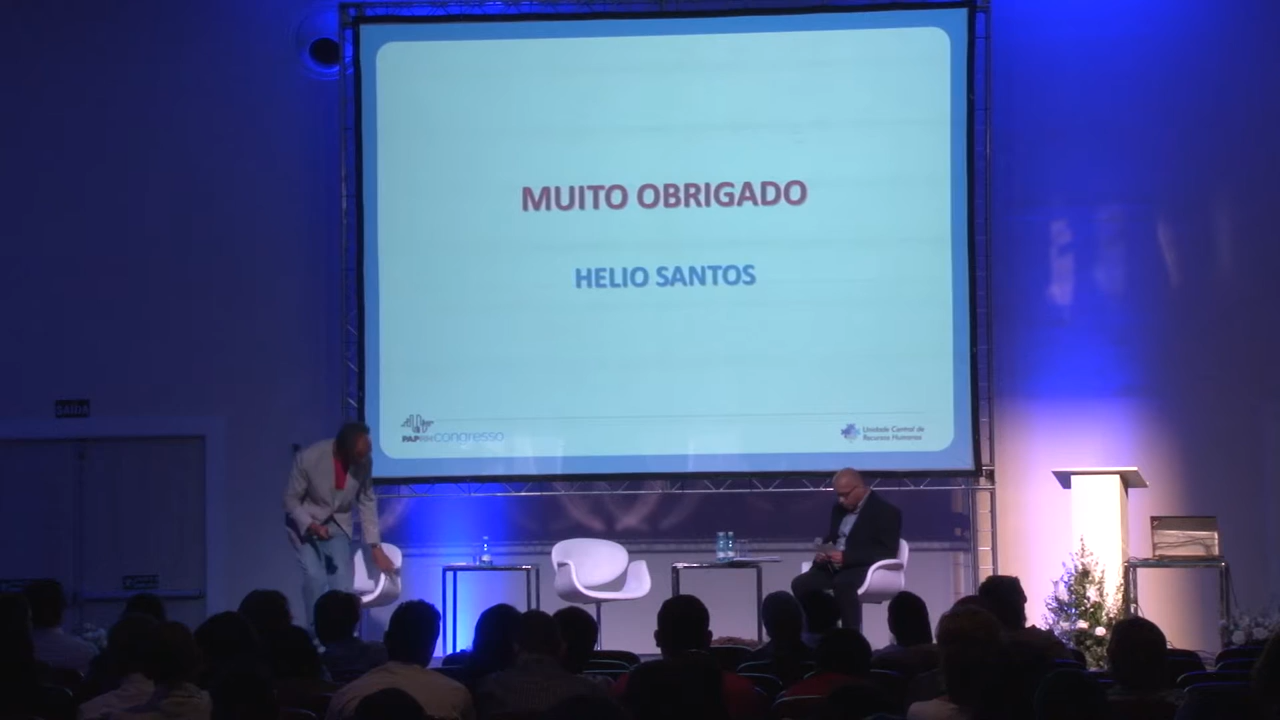 MUITO OBRIGADO
HELIO SANTOS
PAPRH congresso
Unidade Central de
Recursos Humanos
SAÍDA